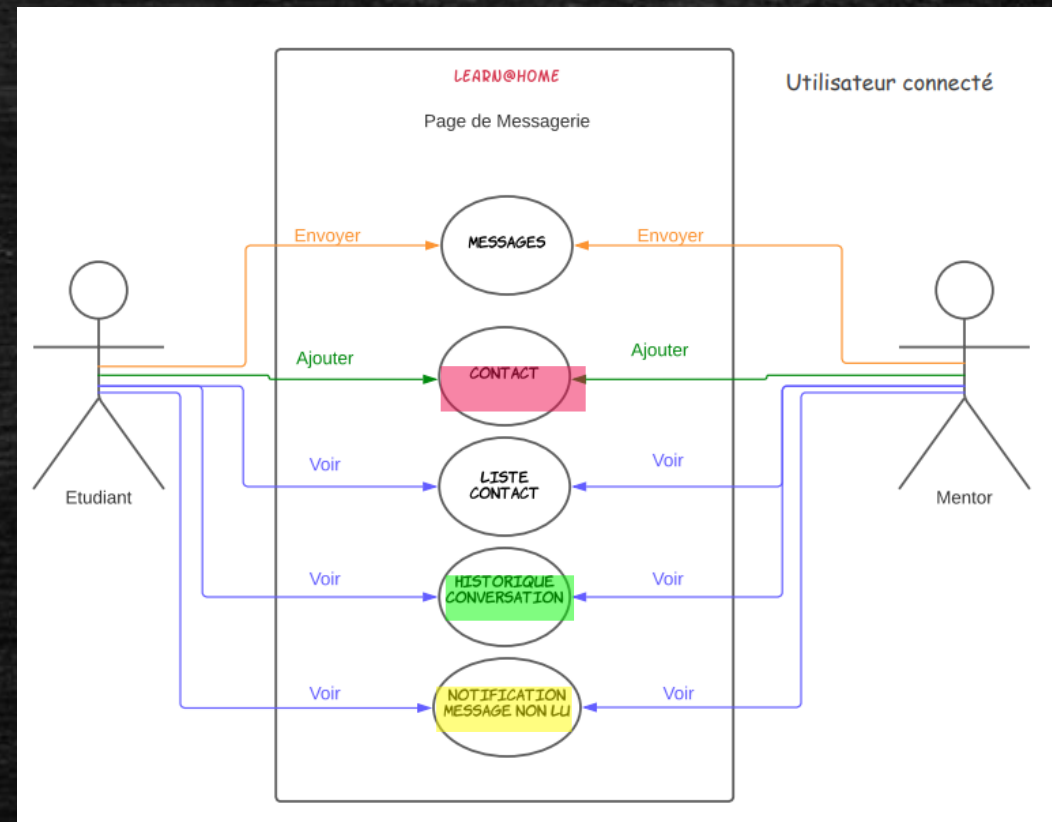 LEARN@HOME
Utilisateur connecté
Page de Messagerie
Envoyer
MESSAGES
Envoyer
Ajouter
CONTACT
Ajouter
Voir
LISTE
CONTACT
Voir
Etudiant
Mentor
Voir
HISTORIQUE
CONVERSATION
Voir
Voir
NOTIFICATION
MESSAGE NON LU
Voir